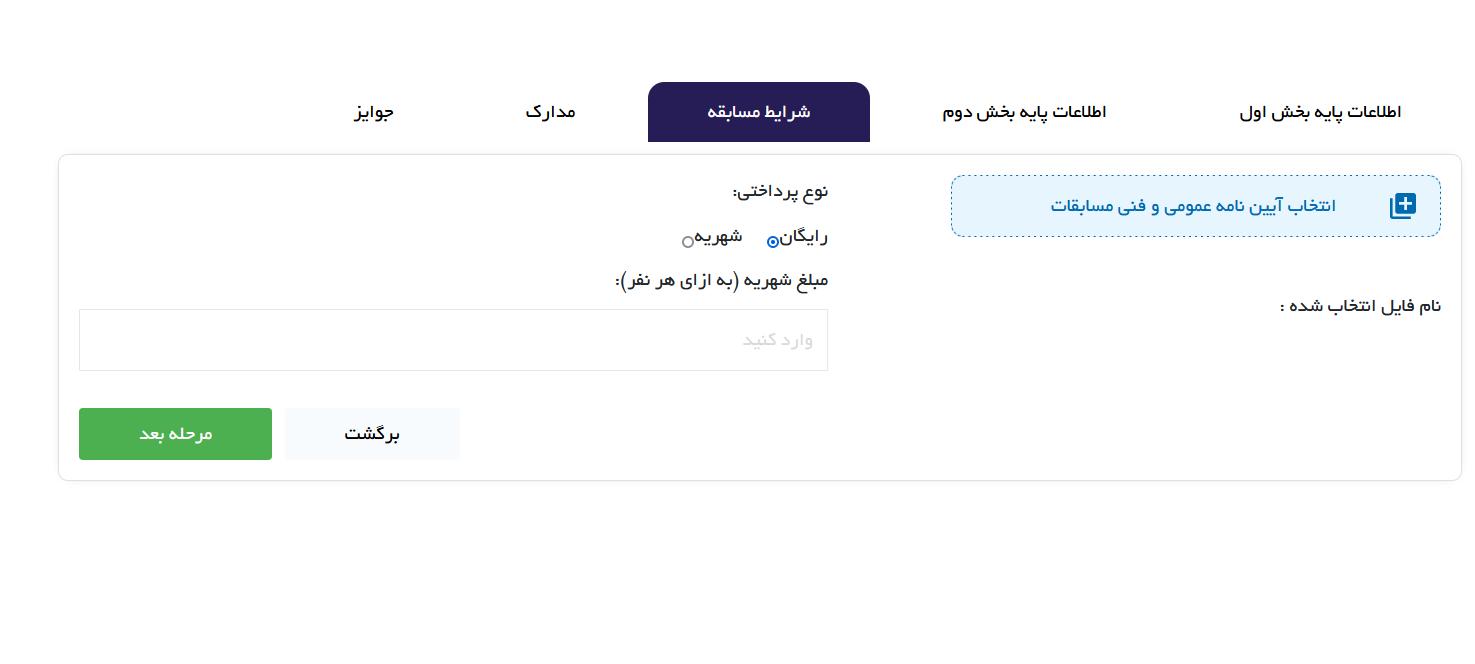 اطلاعات پایه بخش اول
اطلاعات پایه بخش دوم
شرایط مسابقه
مدارک
جوایز
انتخاب آیین نامه عمومی و فنی مسابقات
نام فایل انتخاب شده :
نوع پرداختی:
رایگان
شهریه
مبلغ شهریه (به ازای هر نفر):
وارد کنید
برگشت
مرحله بعد